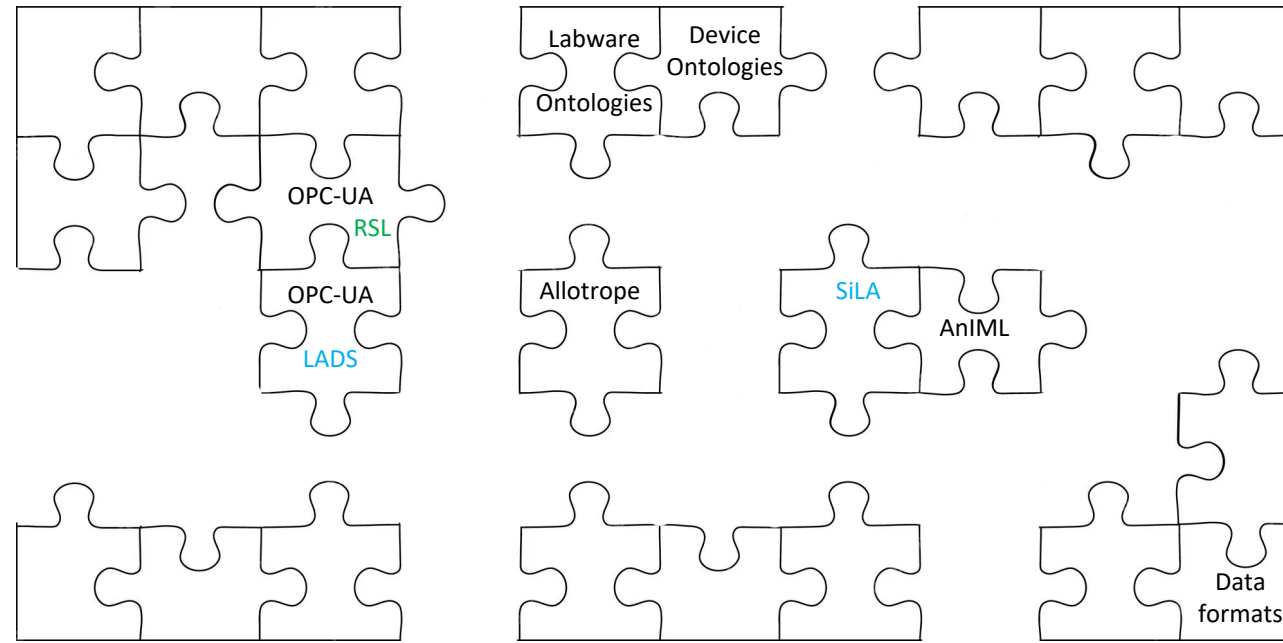 Labware
Ontologies
Device
Ontologies
OPC-UA
RSL
OPC-UA
LADS
Allotrope
SiLA
AnIML
Data
formats